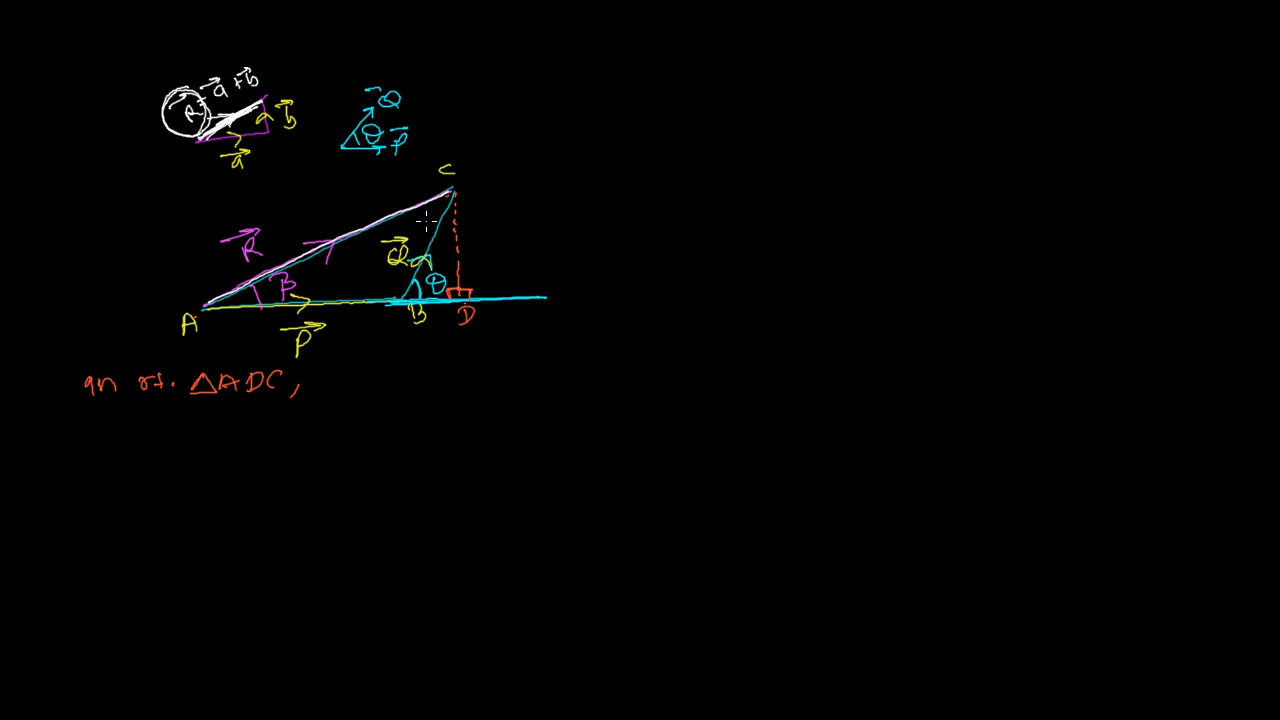 R⃗ = a⃗ + b⃗
b⃗
a⃗
Q⃗
θ P⃗
C
R⃗
Q⃗
β θ
A B D
P⃗
In rt. △ADC,